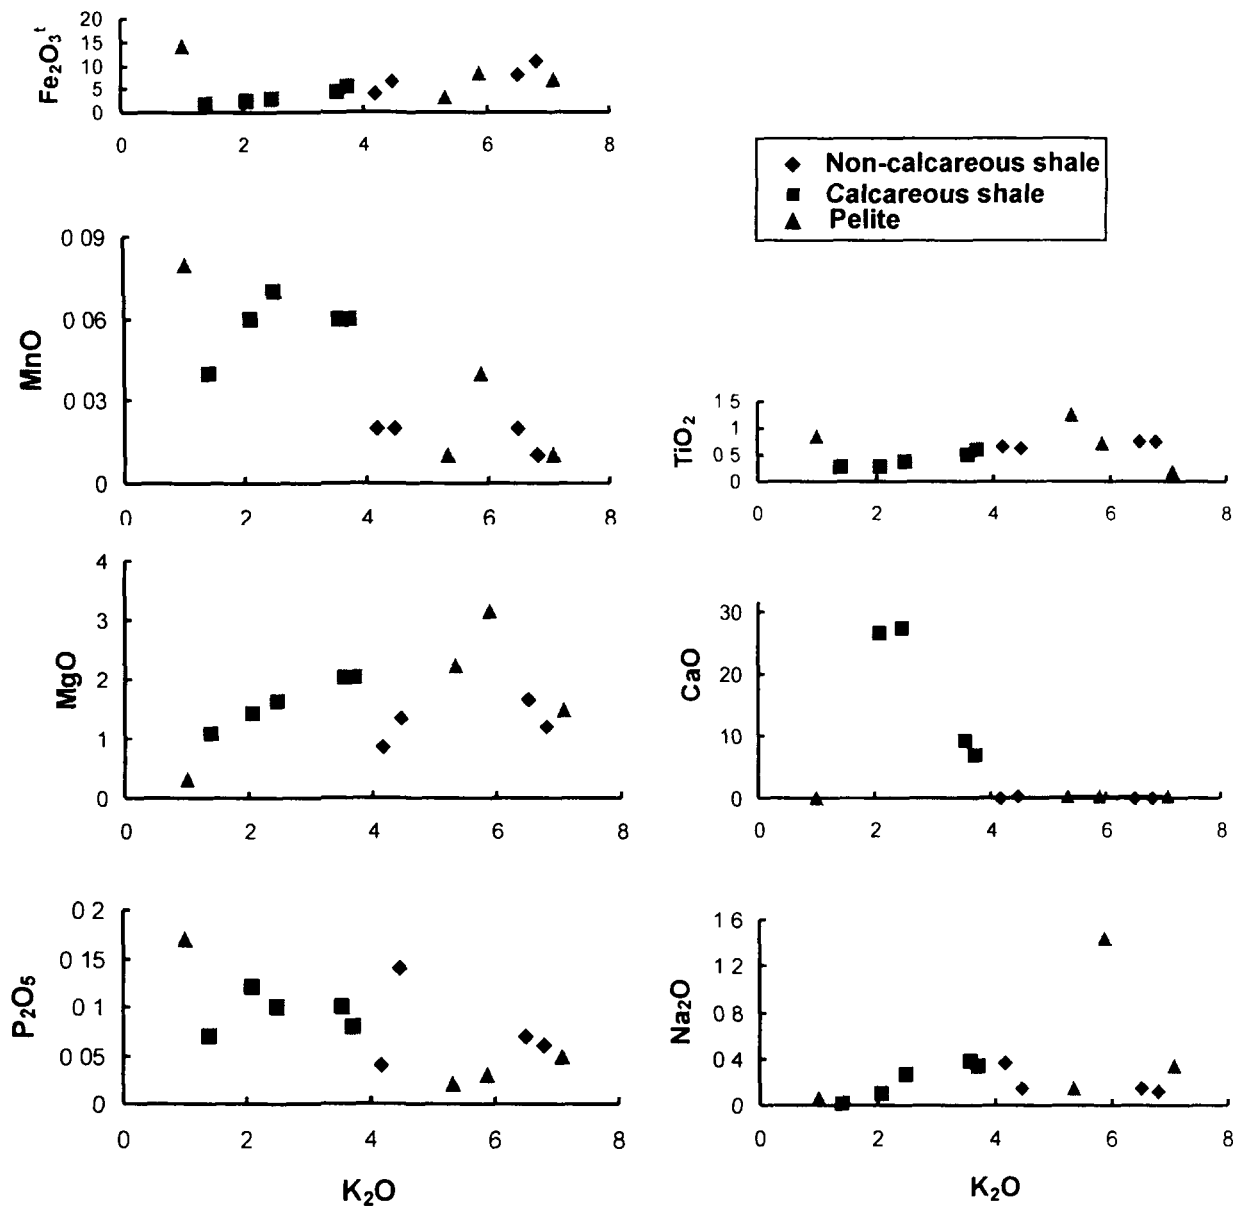 Fe₂O₃ᵗ
20
15
10
5
0
0 2 4 6 8
Non-calcareous shale
Calcareous shale
Pelite
MnO
0 09
0 06
0 03
0
0 2 4 6 8
TiO₂
1 5
1
0 5
0
0 2 4 6 8
MgO
4
3
2
1
0
0 2 4 6 8
CaO
30
20
10
0
0 2 4 6 8
P₂O₅
0 2
0 15
0 1
0 05
0
0 2 4 6 8
K₂O
Na₂O
1 6
1 2
0 8
0 4
0
0 2 4 6 8
K₂O